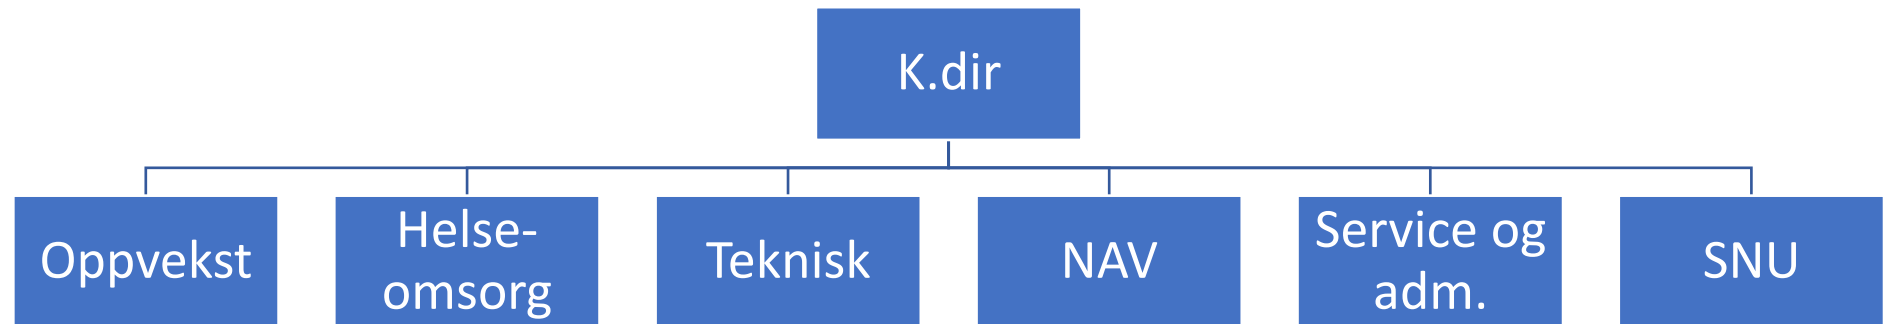 K.dir
Oppvekst
Helse-
omsorg
Teknisk
NAV
Service og
adm.
SNU